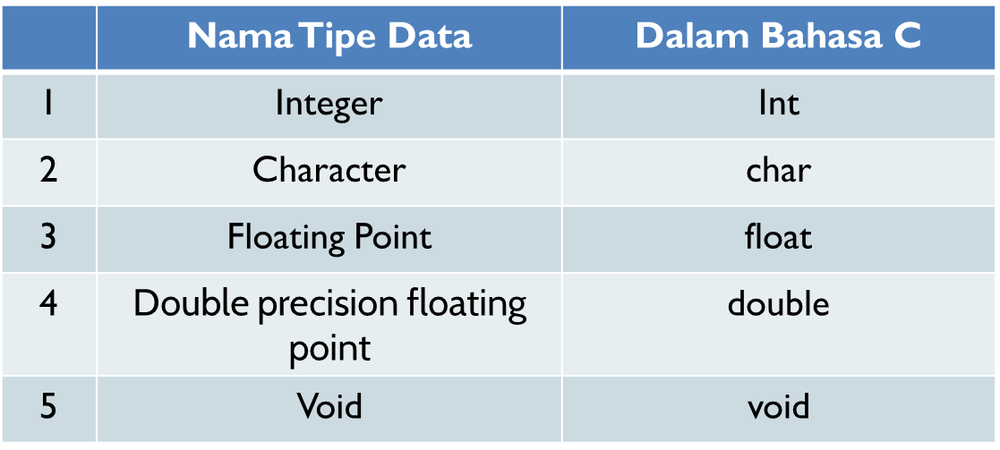 Nama Tipe Data Dalam Bahasa C
1 Integer Int
2 Character char
3 Floating Point float
4 Double precision floating double
point
5 Void void